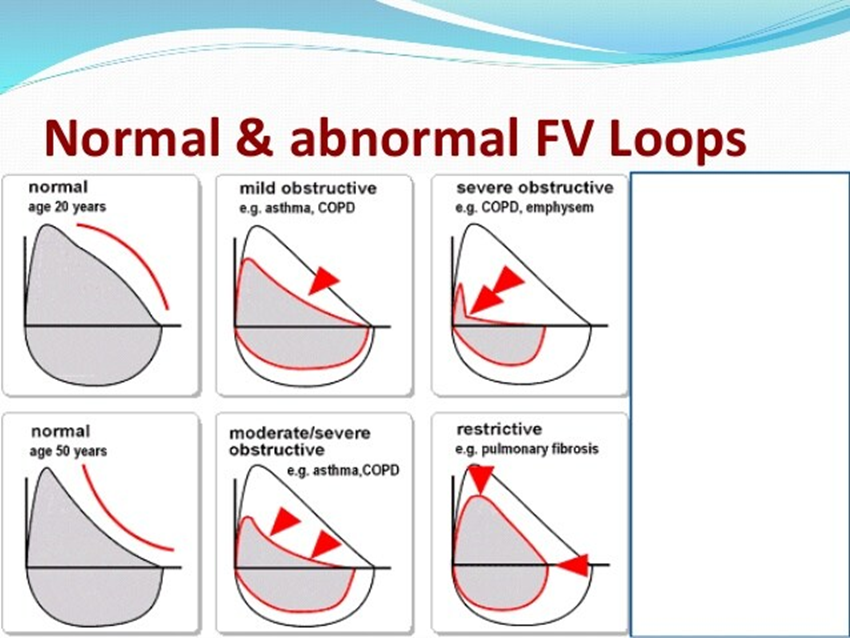 Normal & abnormal FV Loops
normal
age 20 years
mild obstructive
e.g. asthma, COPD
severe obstructive
e.g. COPD, emphysem
normal
age 50 years
moderate/severe
obstructive
e.g. asthma,COPD
restrictive
e.g. pulmonary fibrosis